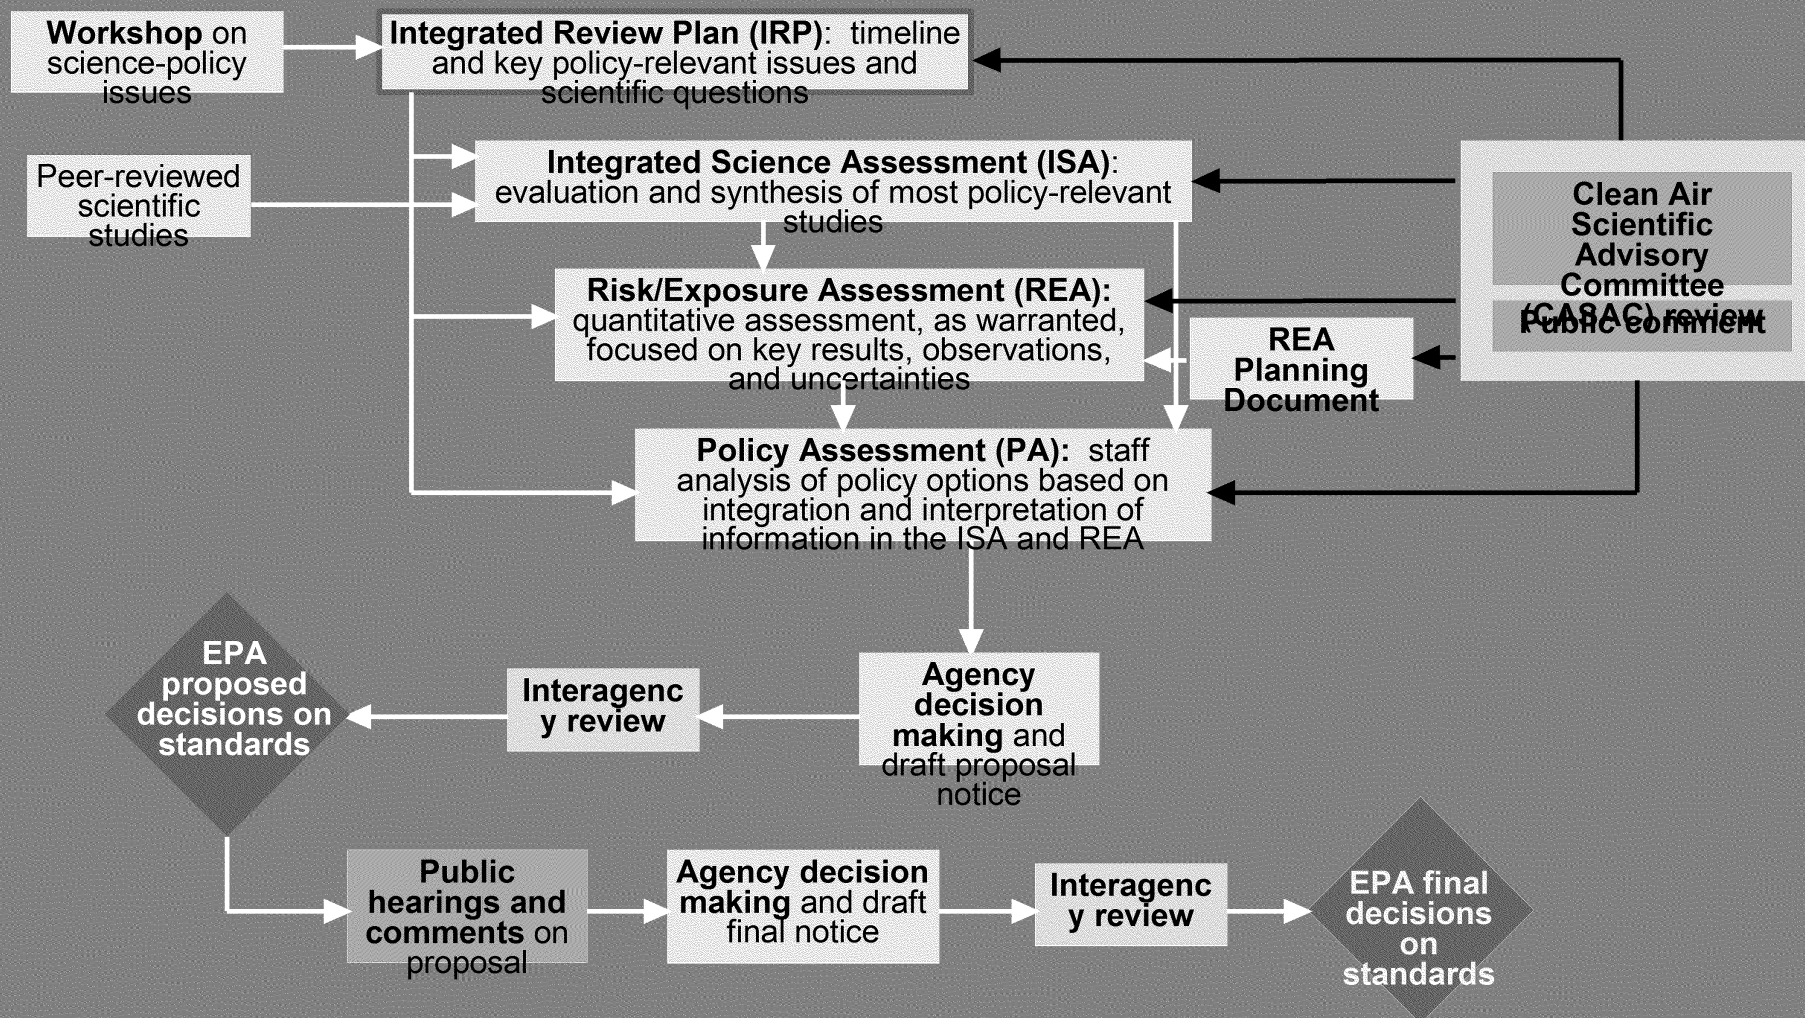 Workshop on
science-policy
issues
Integrated Review Plan (IRP):  timeline
and key policy-relevant issues and
scientific questions
Peer-reviewed
scientific
studies
Integrated Science Assessment (ISA):
evaluation and synthesis of most policy-relevant
studies
Clean Air
Scientific
Advisory
Committee
(CASAC) review
Public comment
Risk/Exposure Assessment (REA):
quantitative assessment, as warranted,
focused on key results, observations,
and uncertainties
REA
Planning
Document
Policy Assessment (PA):  staff
analysis of policy options based on
integration and interpretation of
information in the ISA and REA
EPA
proposed
decisions on
standards
Interagenc
y review
Agency
decision
making and
draft proposal
notice
Public
hearings and
comments on
proposal
Agency decision
making and draft
final notice
Interagenc
y review
EPA final
decisions
on
standards